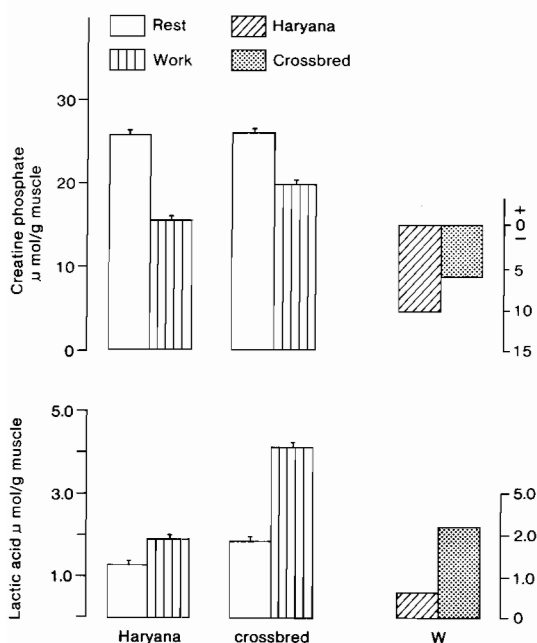 Rest
Haryana
Work
Crossbred
Creatine phosphate
μ mol/g muscle
30
20
10
0
+
0
−
5
10
15
Lactic acid μ mol/g muscle
5.0
3.0
1.0
5.0
2.0
1.0
0
Haryana
crossbred
W